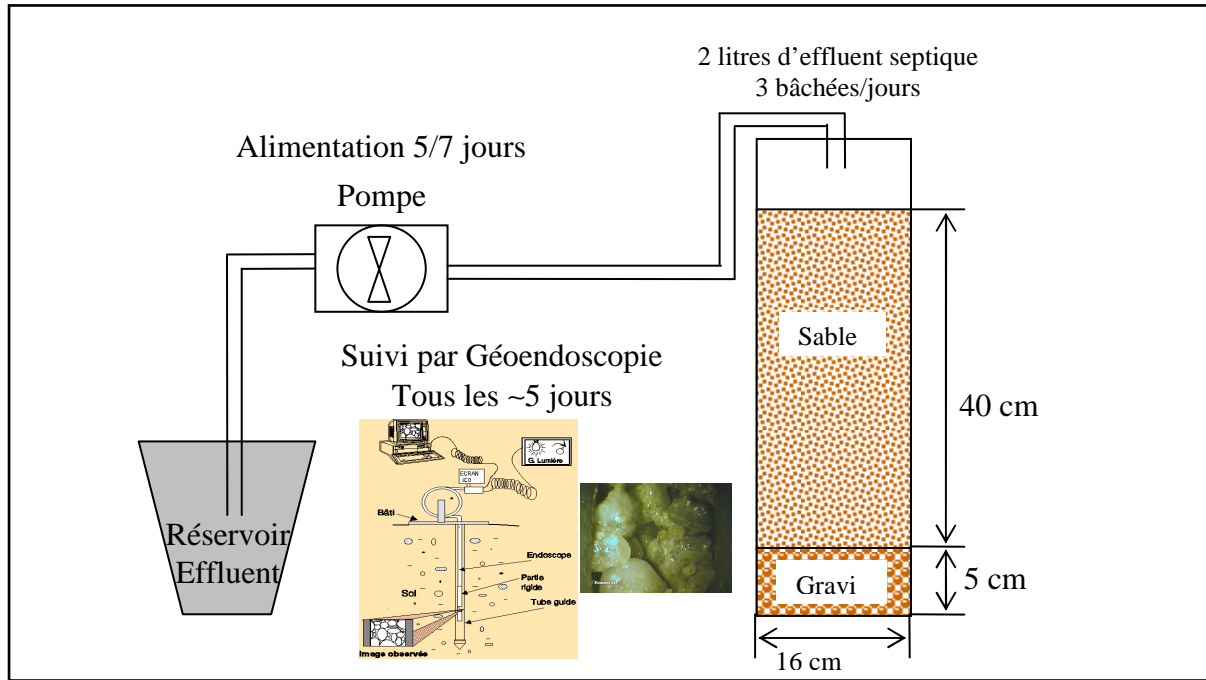 2 litres d'effluent septique
3 bâchées/jours
Alimentation 5/7 jours
Pompe
Sable
Suivi par Géoendoscopie
Tous les ~5 jours
40 cm
G. Lumière
ECRAN
Bâti
Réservoir
Effluent
Endoscope
Partie
rigide
Sol
Tube guide
Image observée
Gravi
5 cm
16 cm